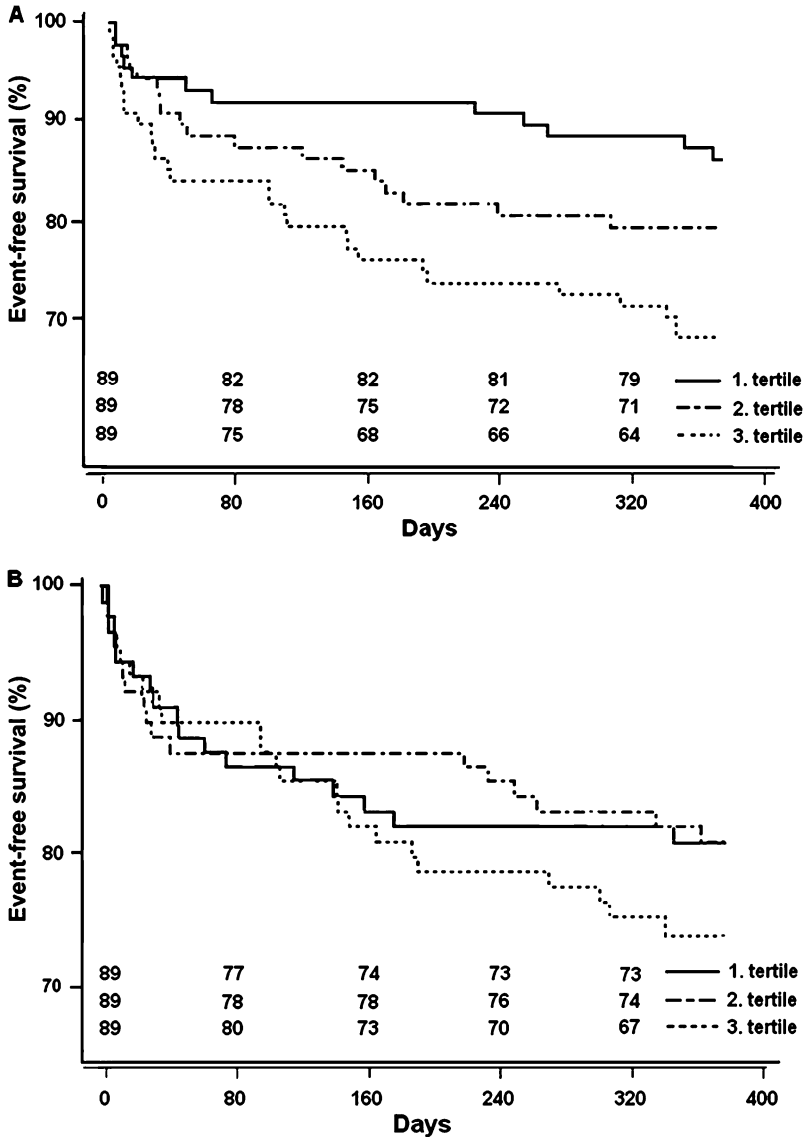 A
Event-free survival (%)
100
90
80
70
89 82 82 81 79 1. tertile
89 78 75 72 71 2. tertile
89 75 68 66 64 3. tertile
0 80 160 240 320 400
Days
B
Event-free survival (%)
100
90
80
70
89 77 74 73 73 1. tertile
89 78 78 76 74 2. tertile
89 80 73 70 67 3. tertile
0 80 160 240 320 400
Days